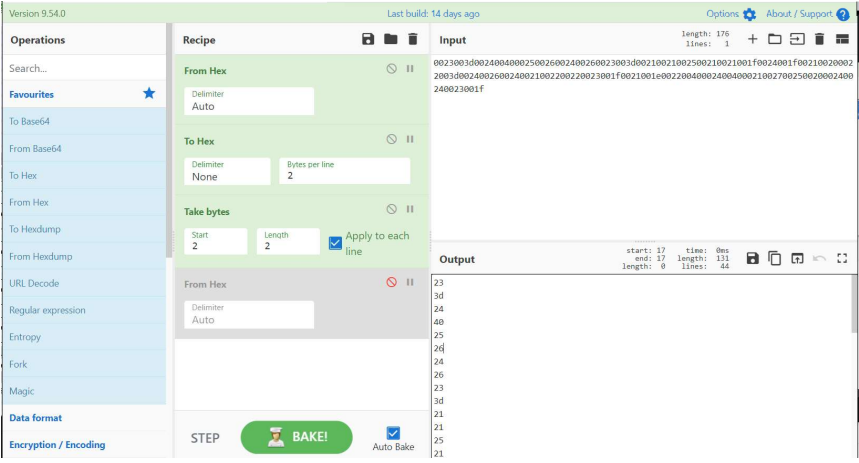 Version 9.54.0
Last build: 14 days ago
Options
About / Support
Operations
Search...
Favourites
To Base64
From Base64
To Hex
From Hex
To Hexdump
From Hexdump
URL Decode
Regular expression
Entropy
Fork
Magic
Data format
Encryption / Encoding
Recipe
From Hex
Delimiter
Auto
To Hex
Delimiter
None
Bytes per line
2
Take bytes
Start
2
Length
2
Apply to each
line
From Hex
Delimiter
Auto
STEP
BAKE!
Auto Bake
Input
length: 176
lines: 1
0023003d0024004000250026002400260023003d00210021002500210021001f0024001f00210020002
2003d0024002600240021002200220023001f0021001e00220040002400400021002700250020002400
240023001f
Output
start: 17
end: 17
length: 0
time: 0ms
length: 131
lines: 44
23
3d
24
40
25
26
24
26
23
3d
21
21
25
21